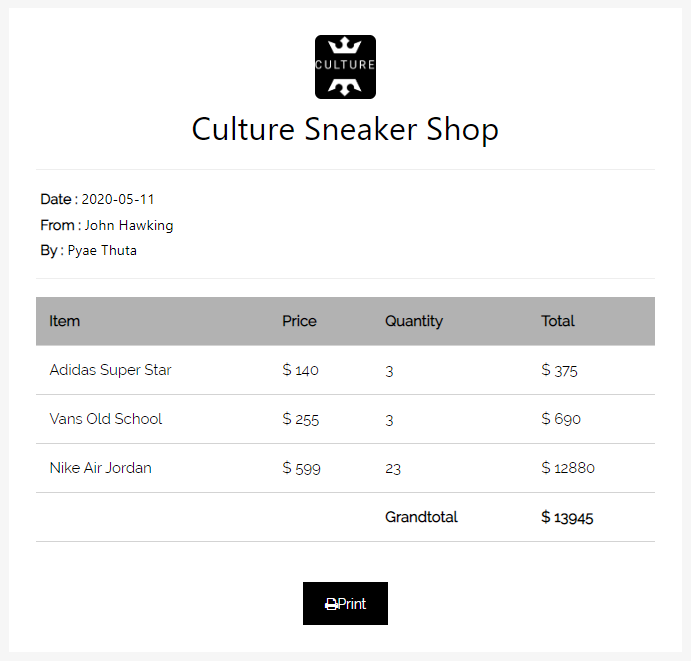 CULTURE
Culture Sneaker Shop
Date : 2020-05-11
From : John Hawking
By : Pyae Thuta
Item Price Quantity Total
Adidas Super Star $ 140 3 $ 375
Vans Old School $ 255 3 $ 690
Nike Air Jordan $ 599 23 $ 12880
Grandtotal $ 13945
Print